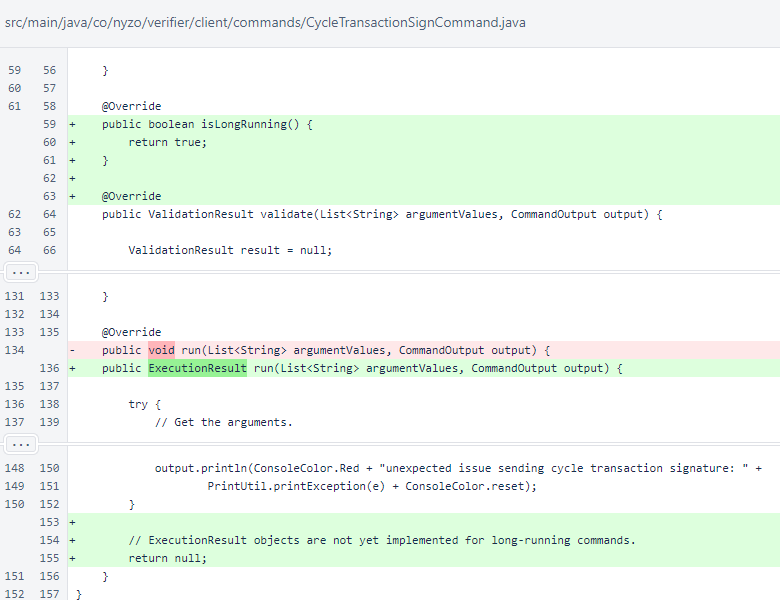 src/main/java/co/nyzo/verifier/client/commands/CycleTransactionSignCommand.java
59 56 }
60 57
61 58 @Override
59 + public boolean isLongRunning() {
60 + return true;
61 + }
62 +
63 + @Override
62 64 public ValidationResult validate(List<String> argumentValues, CommandOutput output) {
63 65
64 66 ValidationResult result = null;
...
131 133 }
132 134
133 135 @Override
134 - public void run(List<String> argumentValues, CommandOutput output) {
136 + public ExecutionResult run(List<String> argumentValues, CommandOutput output) {
135 137
136 138 try {
137 139 // Get the arguments.
...
148 150 output.println(ConsoleColor.Red + "unexpected issue sending cycle transaction signature: " +
149 151 PrintUtil.printException(e) + ConsoleColor.reset);
150 152 }
153 +
154 + // ExecutionResult objects are not yet implemented for long-running commands.
155 + return null;
151 156 }
152 157 }